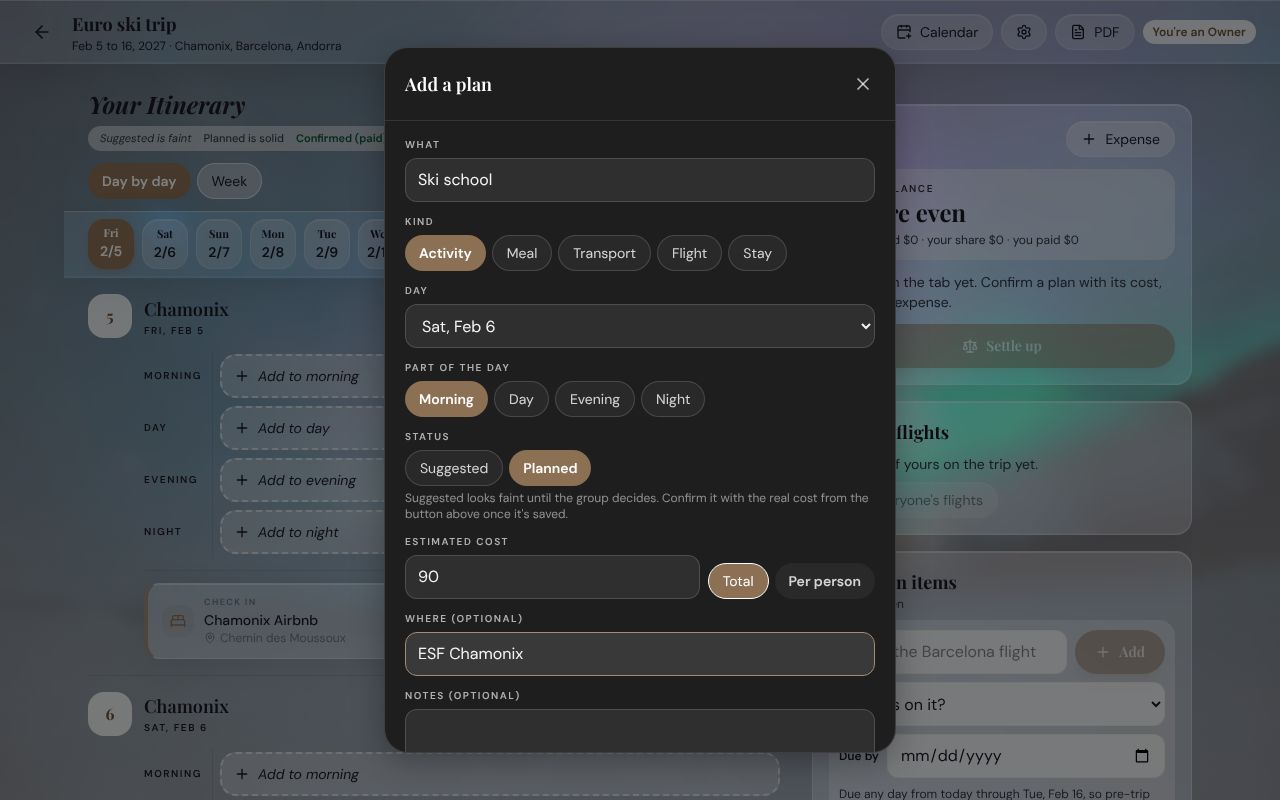 Euro ski trip
Feb 5 to 16, 2027 · Chamonix, Barcelona, Andorra
Calendar
PDF
You're an Owner
Your Itinerary
Suggested is faint Planned is solid Confirmed (paid
Day by day
Week
Fri 2/5
Sat 2/6
Sun 2/7
Mon 2/8
Tue 2/9
5
Chamonix
FRI, FEB 5
MORNING
+ Add to morning
DAY
+ Add to day
EVENING
+ Add to evening
NIGHT
+ Add to night
CHECK IN
Chamonix Airbnb
Chemin des Moussoux
6
Chamonix
SAT, FEB 6
MORNING
+ Add to morning
Add a plan
WHAT
Ski school
KIND
Activity
Meal
Transport
Flight
Stay
DAY
Sat, Feb 6
PART OF THE DAY
Morning
Day
Evening
Night
STATUS
Suggested
Planned
Suggested looks faint until the group decides. Confirm it with the real cost from the
button above once it's saved.
ESTIMATED COST
90
Total
Per person
WHERE (OPTIONAL)
ESF Chamonix
NOTES (OPTIONAL)
+ Expense
even
$0 · your share $0 · you paid $0
the tab yet. Confirm a plan with its cost,
expense.
Settle up
flights
of yours on the trip yet.
flights
items
the Barcelona flight
+ Add
on it?
Due by
mm/dd/yyyy
Due any day from today through Tue, Feb 16, so pre-trip